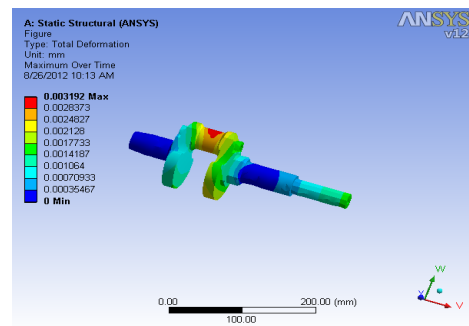 A: Static Structural (ANSYS)
Figure
Type: Total Deformation
Unit: mm
Maximum Over Time
8/26/2012 10:13 AM
ANSYS
v12
0.003192 Max
0.0028373
0.0024827
0.002128
0.0017733
0.0014187
0.001064
0.00070933
0.00035467
0 Min
W
X
V
0.00
200.00 (mm)
100.00